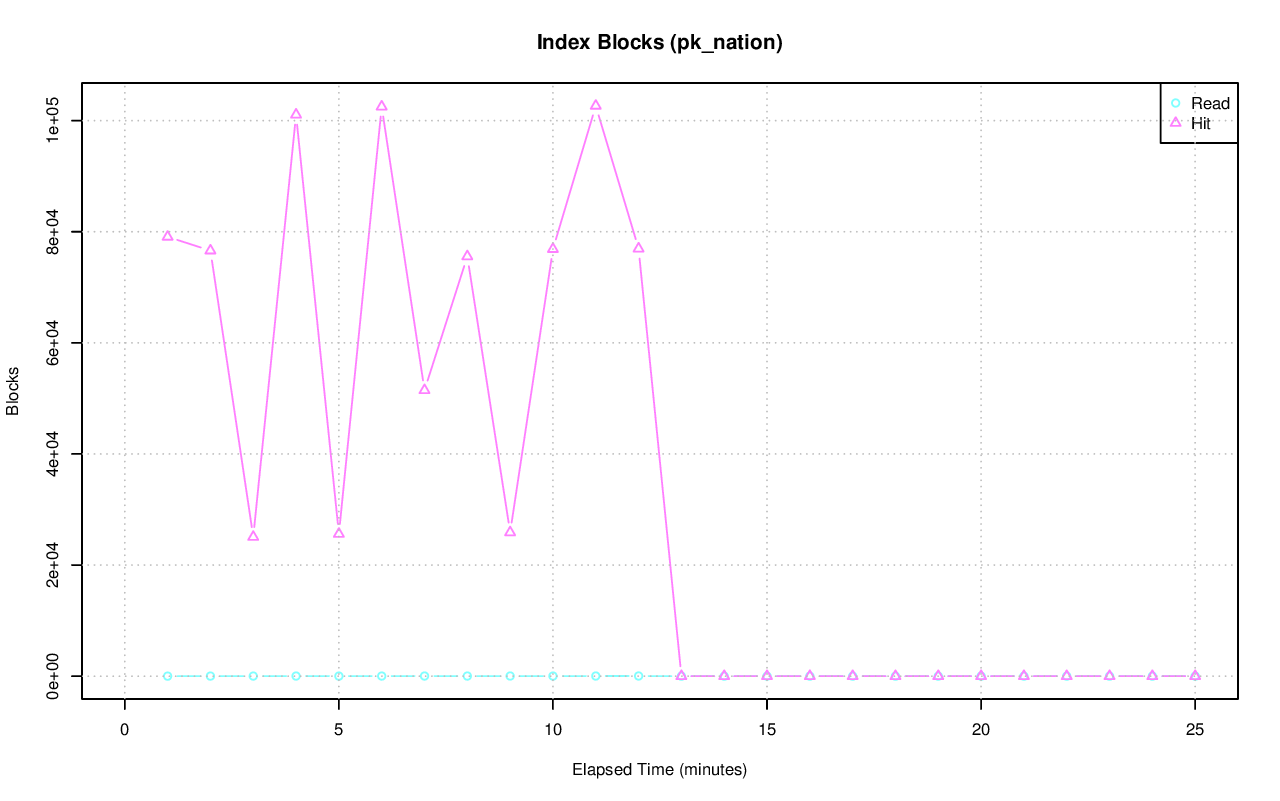 Index Blocks (pk_nation)
Read
Hit
1e+05
8e+04
6e+04
4e+04
2e+04
0e+00
Blocks
0 5 10 15 20 25
Elapsed Time (minutes)